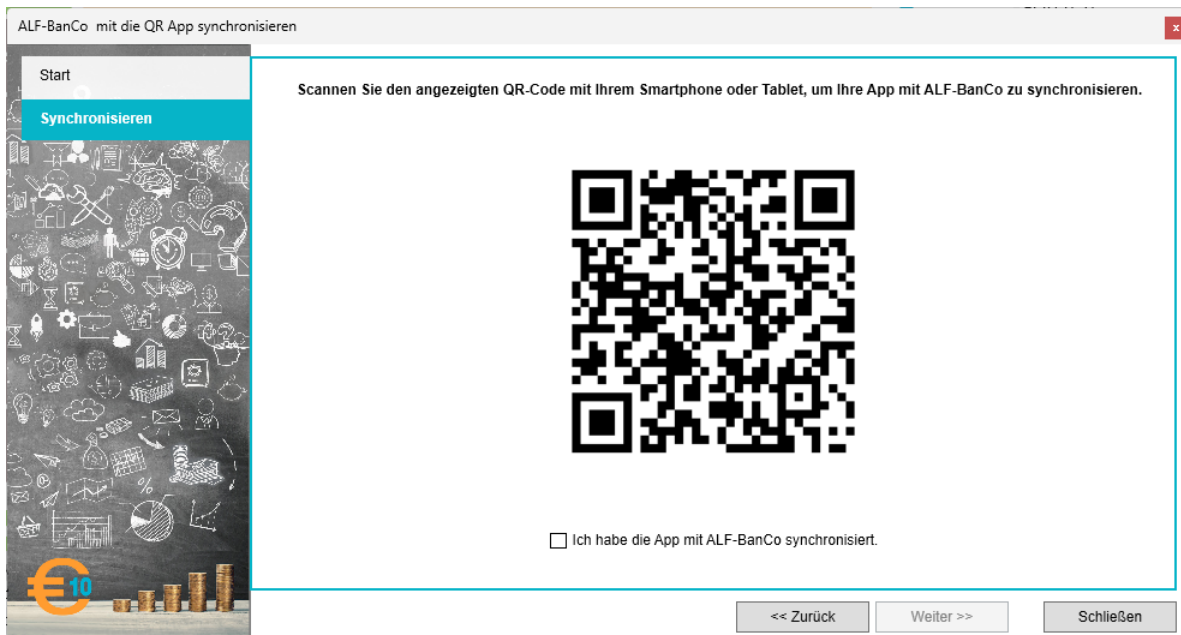 ALF-BanCo mit die QR App synchronisieren
x
Start
Synchronisieren
Scannen Sie den angezeigten QR-Code mit Ihrem Smartphone oder Tablet, um Ihre App mit ALF-BanCo zu synchronisieren.
%
Ich habe die App mit ALF-BanCo synchronisiert.
€ 10
<< Zurück
Weiter >>
Schließen